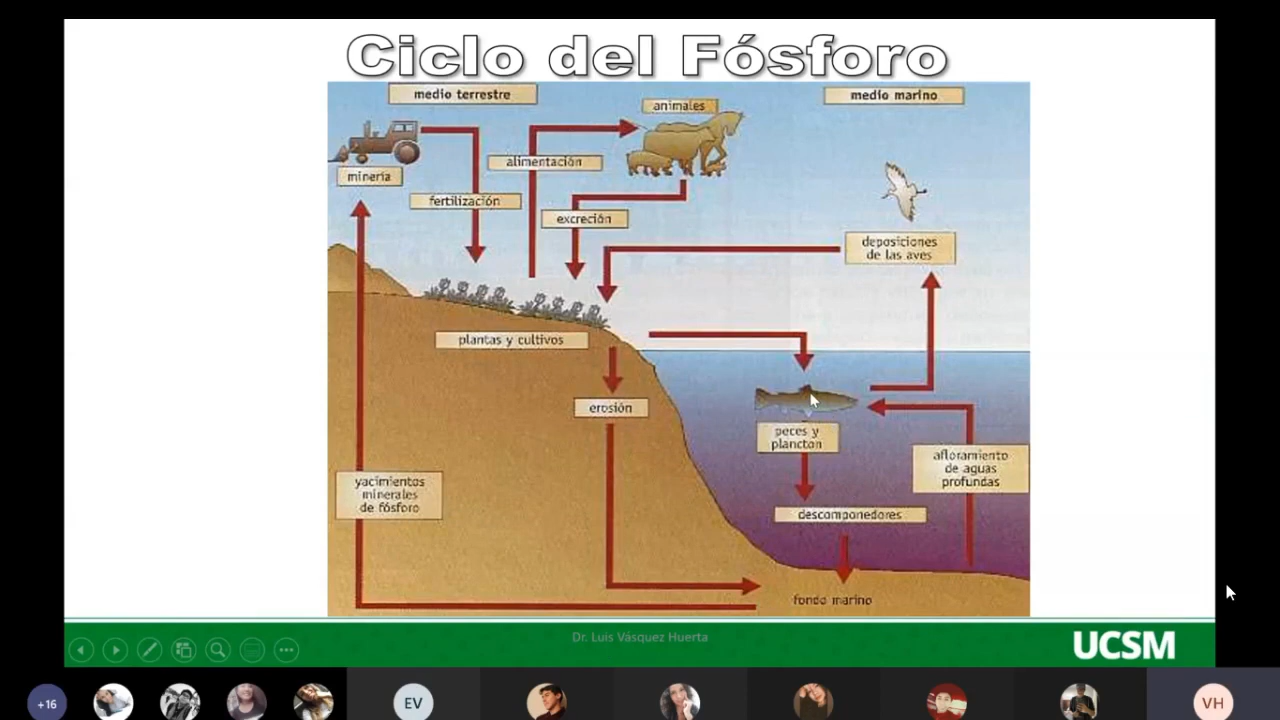 Ciclo del Fósforo
medio terrestre
animales
medio marino
alimentación
minería
fertilización
excreción
deposiciones
de las aves
plantas y cultivos
erosión
peces y
plancton
afloramiento
de aguas
profundas
yacimientos
minerales
de fósforo
descomponedores
fondo marino
Dr. Luis Vásquez Huerta
UCSM
+16
EV
VH